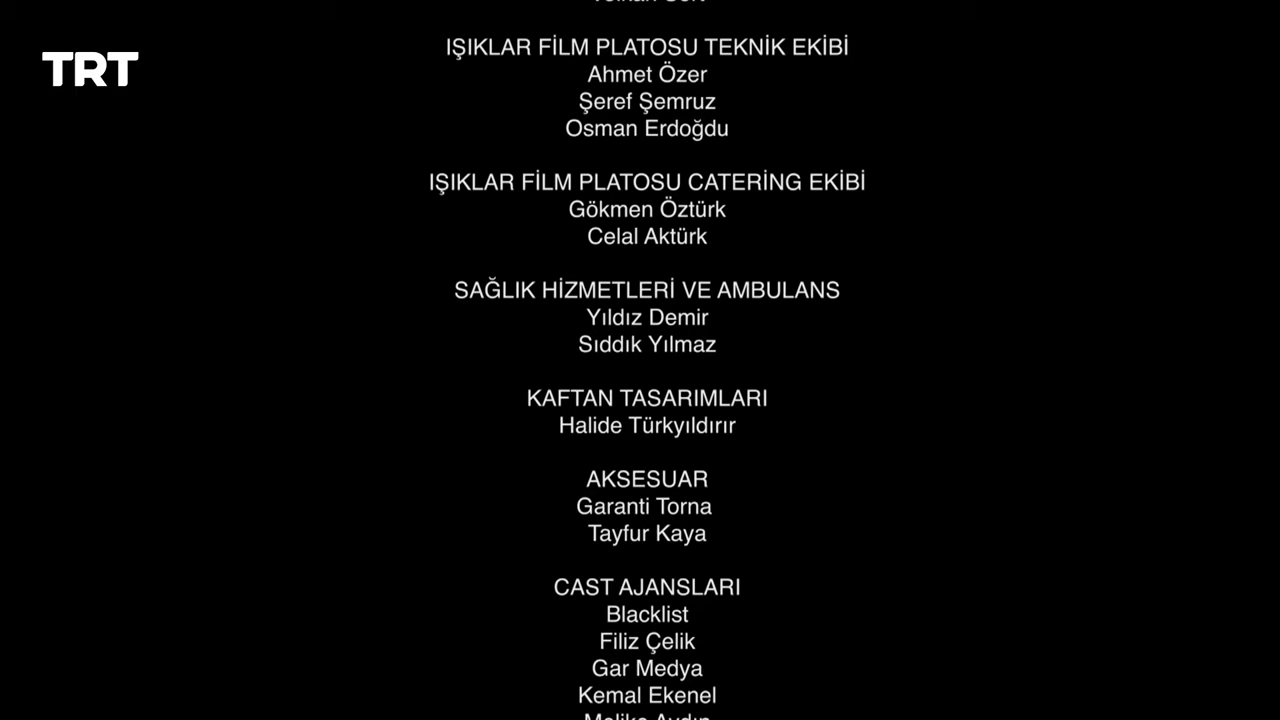 TRT
IŞIKLAR FİLM PLATOSU TEKNİK EKİBİ
Ahmet Özer
Şeref Şemruz
Osman Erdoğdu
IŞIKLAR FİLM PLATOSU CATERİNG EKİBİ
Gökmen Öztürk
Celal Aktürk
SAĞLIK HİZMETLERİ VE AMBULANS
Yıldız Demir
Sıddık Yılmaz
KAFTAN TASARIMLARI
Halide Türkyıldırır
AKSESUAR
Garanti Torna
Tayfur Kaya
CAST AJANSLARI
Blacklist
Filiz Çelik
Gar Medya
Kemal Ekenel